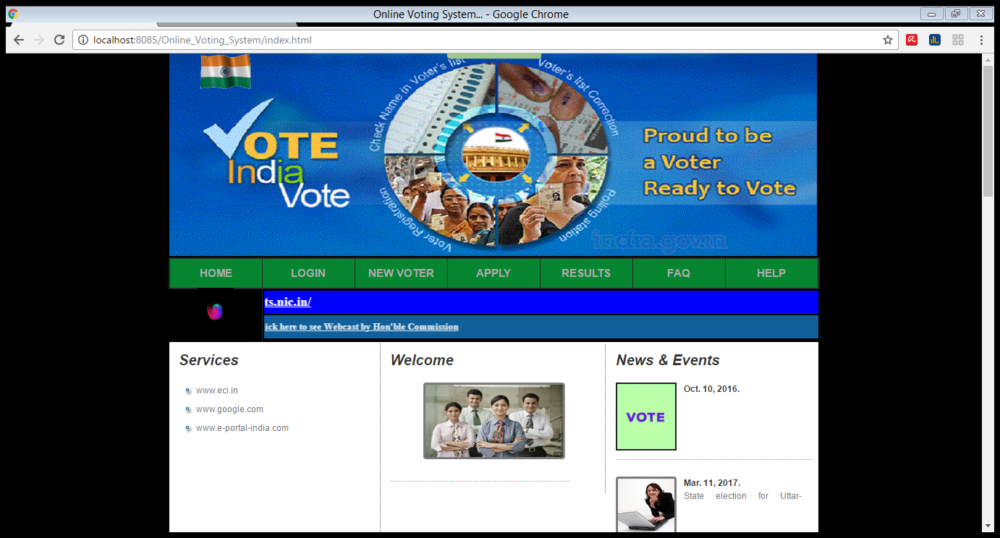 Online Voting System... - Google Chrome
localhost:8085/Online_Voting_System/index.html
Check Name in Voter's list
Voter's list Correction
VOTE
India
Vote
Proud to be
a Voter
Ready to Vote
Voter Registration
Polling station
india.gov.in
HOME LOGIN NEW VOTER APPLY RESULTS FAQ HELP
ts.nic.in/
ick here to see Webcast by Hon'ble Commission
Services
www.eci.in
www.google.com
www.e-portal-india.com
Welcome
News & Events
VOTE
Oct. 10, 2016.
Mar. 11, 2017.
State election for Uttar-